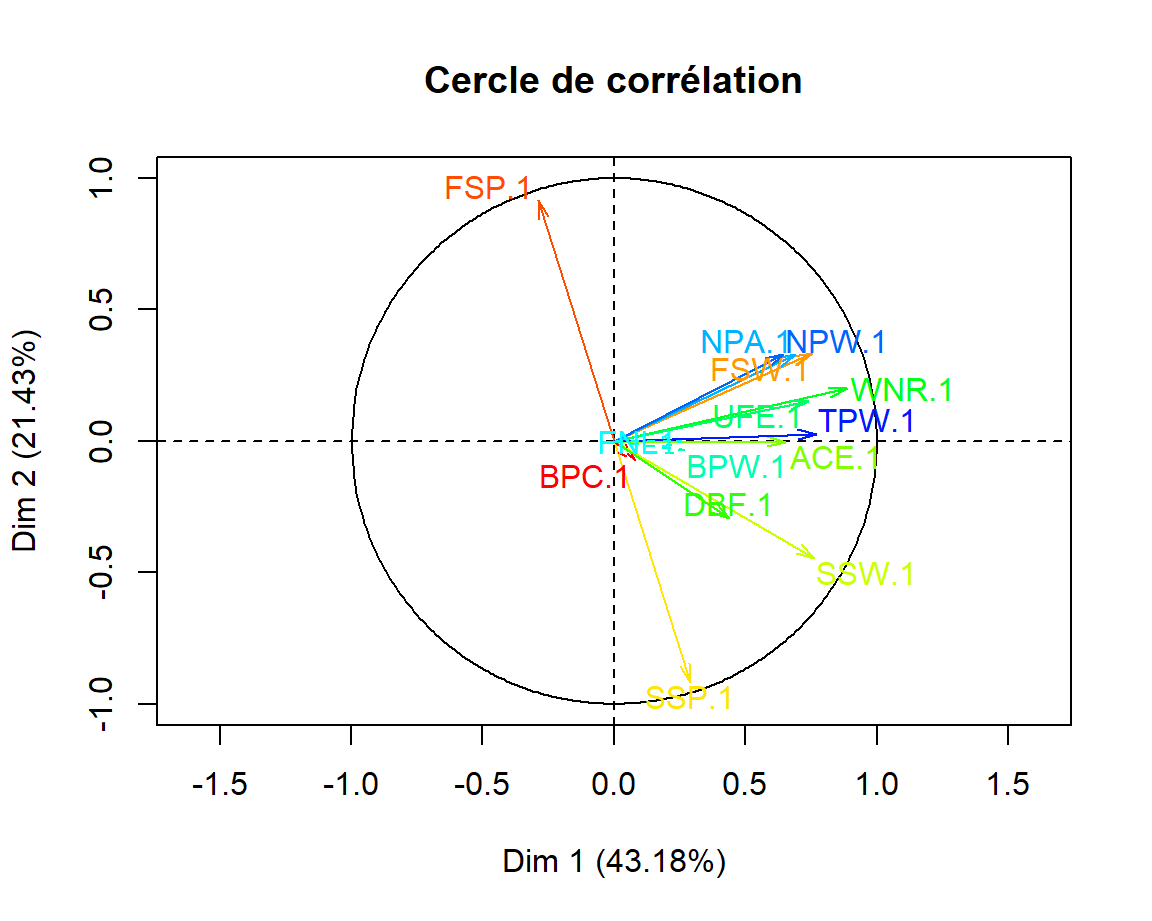 Cercle de corrélation
Dim 2 (21.43%)
1.0
0.5
0.0
-0.5
-1.0
FSP.1
NPA.1
NPW.1
FSW.1
WNR.1
UFE.1
TPW.1
ACE.1
BPW.1
BPC.1
DBF.1
SSW.1
SSP.1
-1.5 -1.0 -0.5 0.0 0.5 1.0 1.5
Dim 1 (43.18%)